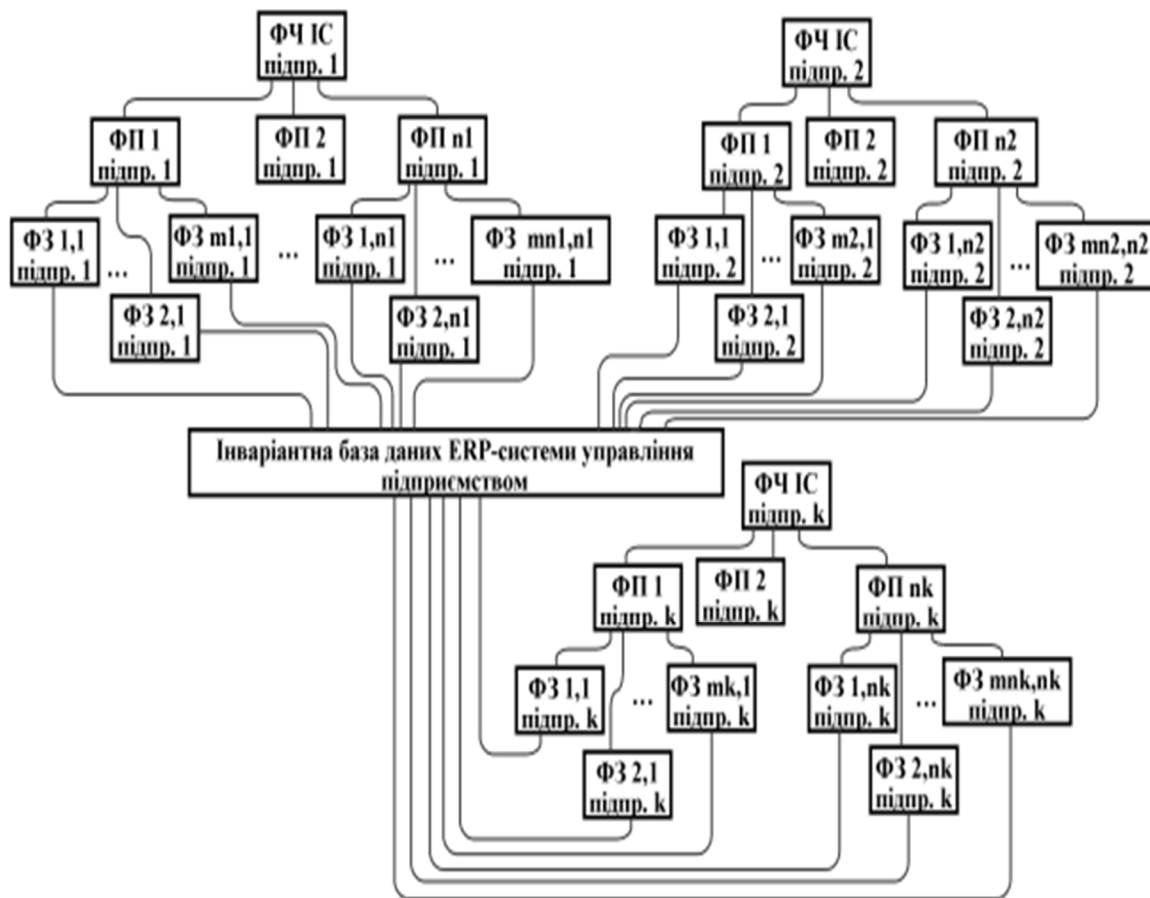 ФЧ ІС
підпр. 1
ФП 1
підпр. 1
ФП 2
підпр. 1
ФП n1
підпр. 1
ФЗ 1,1
підпр. 1
...
ФЗ m1,1
підпр. 1
...
ФЗ 1,n1
підпр. 1
...
ФЗ mn1,n1
підпр. 1
ФЗ 2,1
підпр. 1
ФЗ 2,n1
підпр. 1
ФЧ ІС
підпр. 2
ФП 1
підпр. 2
ФП 2
підпр. 2
ФП n2
підпр. 2
ФЗ 1,1
підпр. 2
...
ФЗ m2,1
підпр. 2
ФЗ 1,n2
підпр. 2
...
ФЗ mn2,n2
підпр. 2
ФЗ 2,1
підпр. 2
ФЗ 2,n2
підпр. 2
Інваріантна база даних ERP-системи управління
підприємством
ФЧ ІС
підпр. k
ФП 1
підпр. k
ФП 2
підпр. k
ФП nk
підпр. k
ФЗ 1,1
підпр. k
...
ФЗ mk,1
підпр. k
ФЗ 1,nk
підпр. k
...
ФЗ mnk,nk
підпр. k
ФЗ 2,1
підпр. k
ФЗ 2,nk
підпр. k